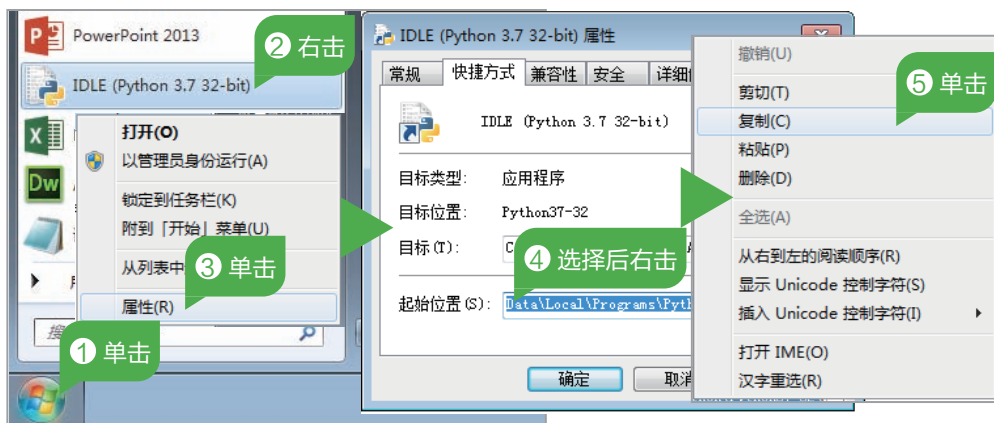 PowerPoint 2013
② 右击
IDLE (Python 3.7 32-bit)
打开(O)
以管理员身份运行(A)
锁定到任务栏(K)
附到「开始」菜单(U)
从列表中
③ 单击
属性(R)
① 单击
IDLE (Python 3.7 32-bit) 属性
常规 快捷方式 兼容性 安全 详细
IDLE (Python 3.7 32-bit)
目标类型: 应用程序
目标位置: Python37-32
目标(T): C
④ 选择后右击
起始位置(S): Data\Local\Programs\Pyt
确定 取消
撤销(U)
⑤ 单击
剪切(T)
复制(C)
粘贴(P)
删除(D)
全选(A)
从右到左的阅读顺序(R)
显示 Unicode 控制字符(S)
插入 Unicode 控制字符(I)
打开 IME(O)
汉字重选(R)